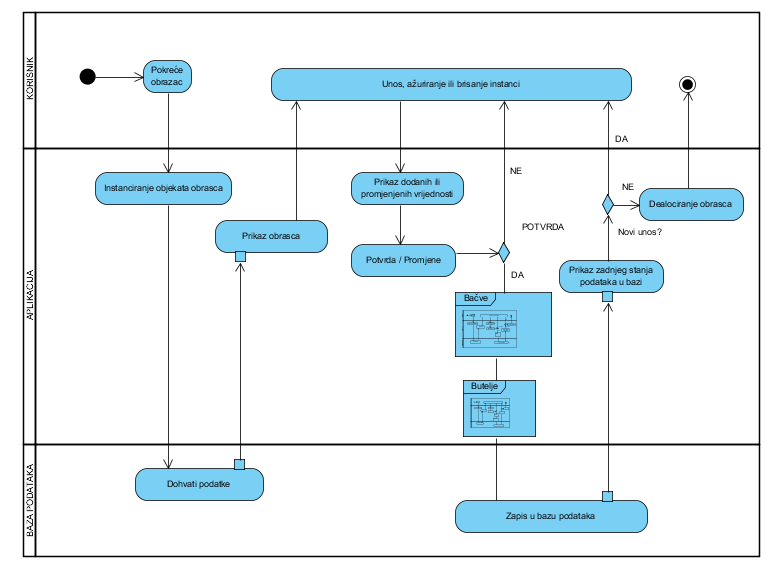 KORISNIK
Pokreće
obrazac
Unos, ažuriranje ili brisanje instanci
DA
APLIKACIJA
Instanciranje objekata obrasca
Prikaz obrasca
Prikaz dodanih ili
promjenjenih vrijednosti
Potvrda / Promjene
NE
POTVRDA
DA
NE
Dealociranje obrasca
Novi unos?
Prikaz zadnjeg stanja
podataka u bazi
Bačve
Butelje
BAZA PODATAKA
Dohvati podatke
Zapis u bazu podataka